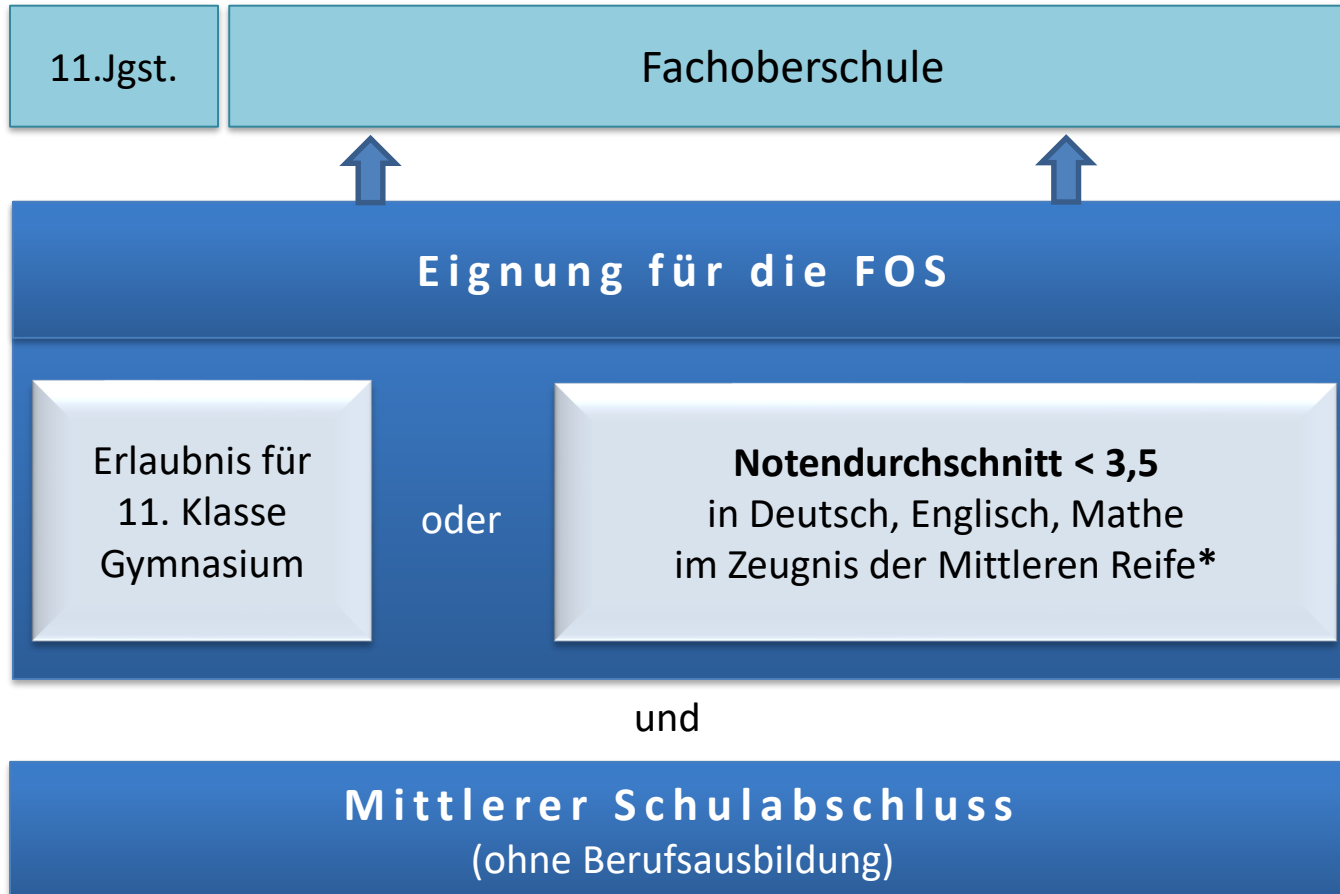 11.Jgst.
Fachoberschule
Eignung für die FOS
Erlaubnis für
11. Klasse
Gymnasium
oder
Notendurchschnitt < 3,5
in Deutsch, Englisch, Mathe
im Zeugnis der Mittleren Reife*
und
Mittlerer Schulabschluss
(ohne Berufsausbildung)